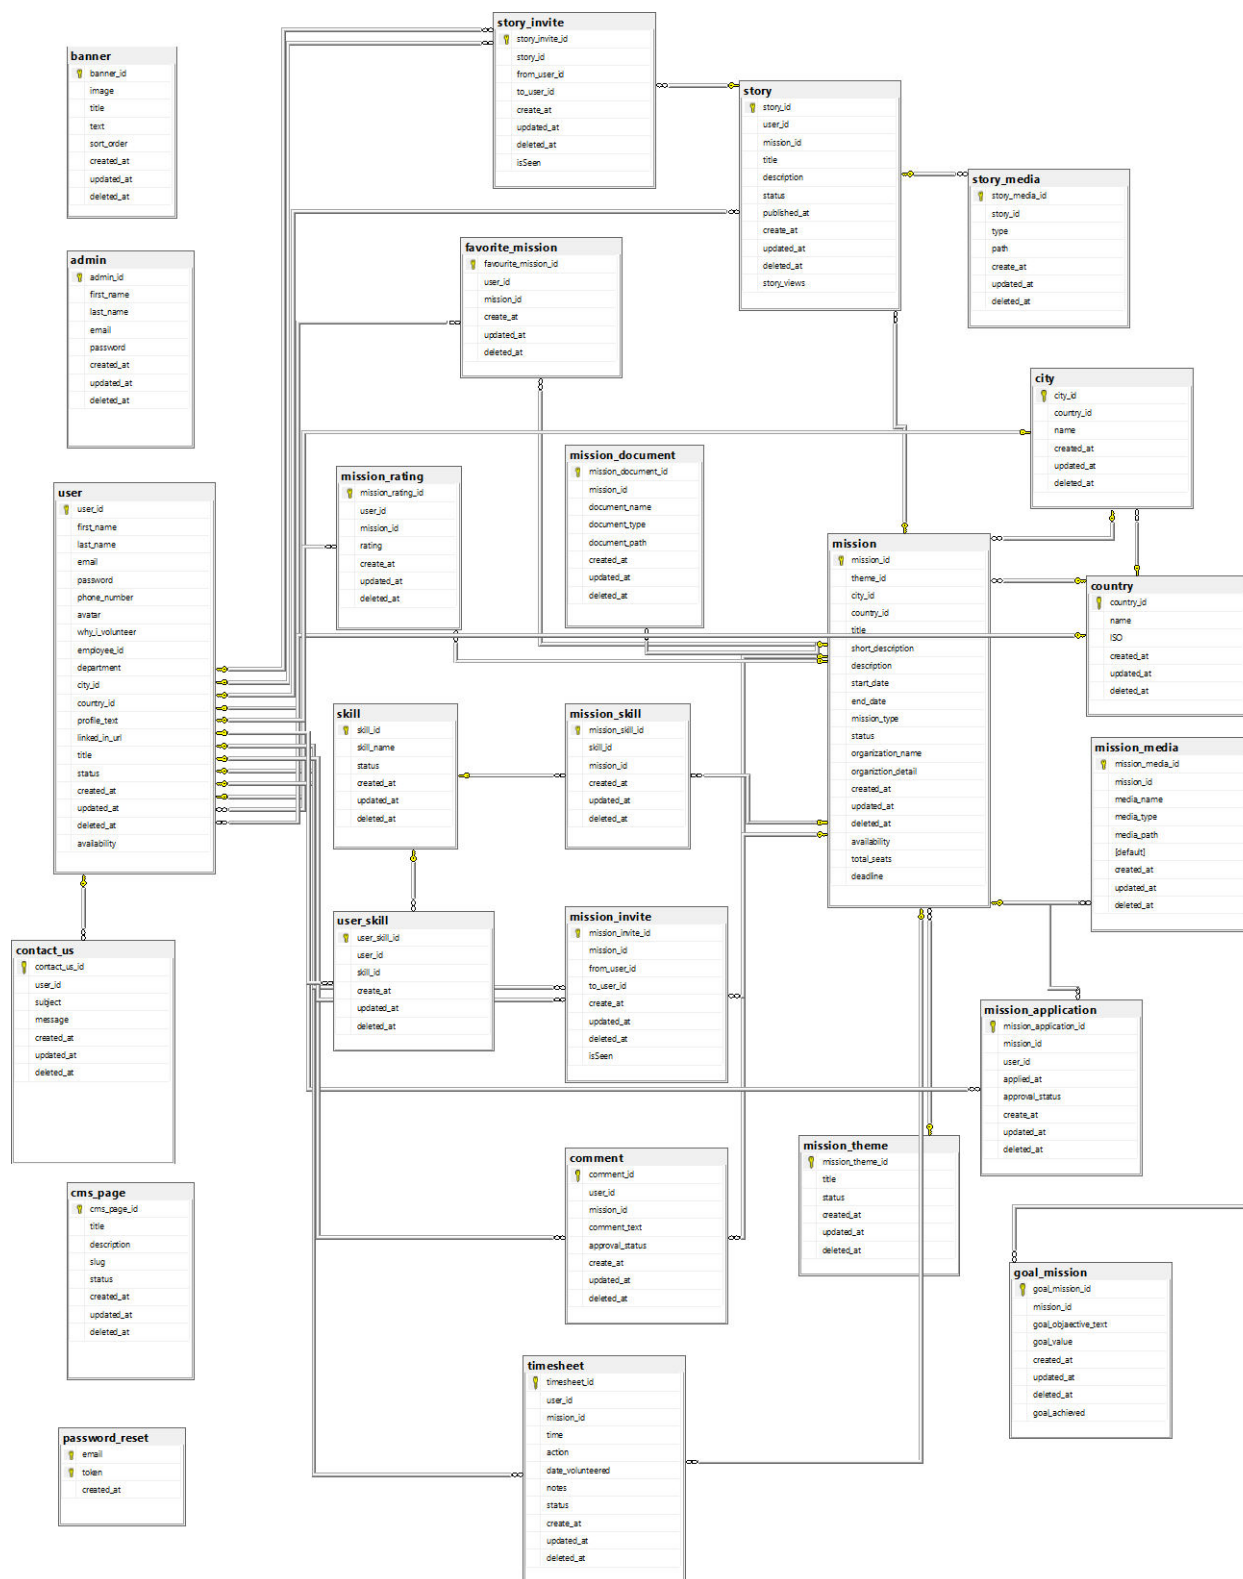 story_invite
story_invite_id
story_id
from_user_id
to_user_id
create_at
updated_at
deleted_at
isSeen
banner
banner_id
image
title
text
sort_order
created_at
updated_at
deleted_at
story
story_id
user_id
mission_id
title
description
status
published_at
create_at
updated_at
deleted_at
story_views
story_media
story_media_id
story_id
type
path
create_at
updated_at
deleted_at
admin
admin_id
first_name
last_name
email
password
created_at
updated_at
deleted_at
favorite_mission
favourite_mission_id
user_id
mission_id
create_at
updated_at
deleted_at
city
city_id
country_id
name
created_at
updated_at
deleted_at
mission_document
mission_document_id
mission_id
document_name
document_type
document_path
created_at
updated_at
deleted_at
mission_rating
mission_rating_id
user_id
mission_id
rating
create_at
updated_at
deleted_at
user
user_id
first_name
last_name
email
password
phone_number
avatar
why_i_volunteer
employee_id
department
city_id
country_id
profile_text
linked_in_url
title
status
created_at
updated_at
deleted_at
availability
mission
mission_id
theme_id
city_id
country_id
title
short_description
description
start_date
end_date
mission_type
status
organization_name
organiztion_detail
created_at
updated_at
deleted_at
availability
total_seats
deadline
country
country_id
name
ISO
created_at
updated_at
deleted_at
skill
skill_id
skill_name
status
created_at
updated_at
deleted_at
mission_skill
mission_skill_id
skill_id
mission_id
created_at
updated_at
deleted_at
mission_media
mission_media_id
mission_id
media_name
media_type
media_path
[default]
created_at
updated_at
deleted_at
user_skill
user_skill_id
user_id
skill_id
create_at
updated_at
deleted_at
mission_invite
mission_invite_id
mission_id
from_user_id
to_user_id
create_at
updated_at
deleted_at
isSeen
contact_us
contact_us_id
user_id
subject
message
created_at
updated_at
deleted_at
mission_application
mission_application_id
mission_id
user_id
applied_at
approval_status
create_at
updated_at
deleted_at
mission_theme
mission_theme_id
title
status
created_at
updated_at
deleted_at
comment
comment_id
user_id
mission_id
comment_text
approval_status
create_at
updated_at
deleted_at
cms_page
cms_page_id
title
description
slug
status
created_at
updated_at
deleted_at
goal_mission
goal_mission_id
mission_id
goal_objaective_text
goal_value
created_at
updated_at
deleted_at
goal_achieved
timesheet
timesheet_id
user_id
mission_id
time
action
date_volunteered
notes
status
create_at
updated_at
deleted_at
password_reset
email
token
created_at